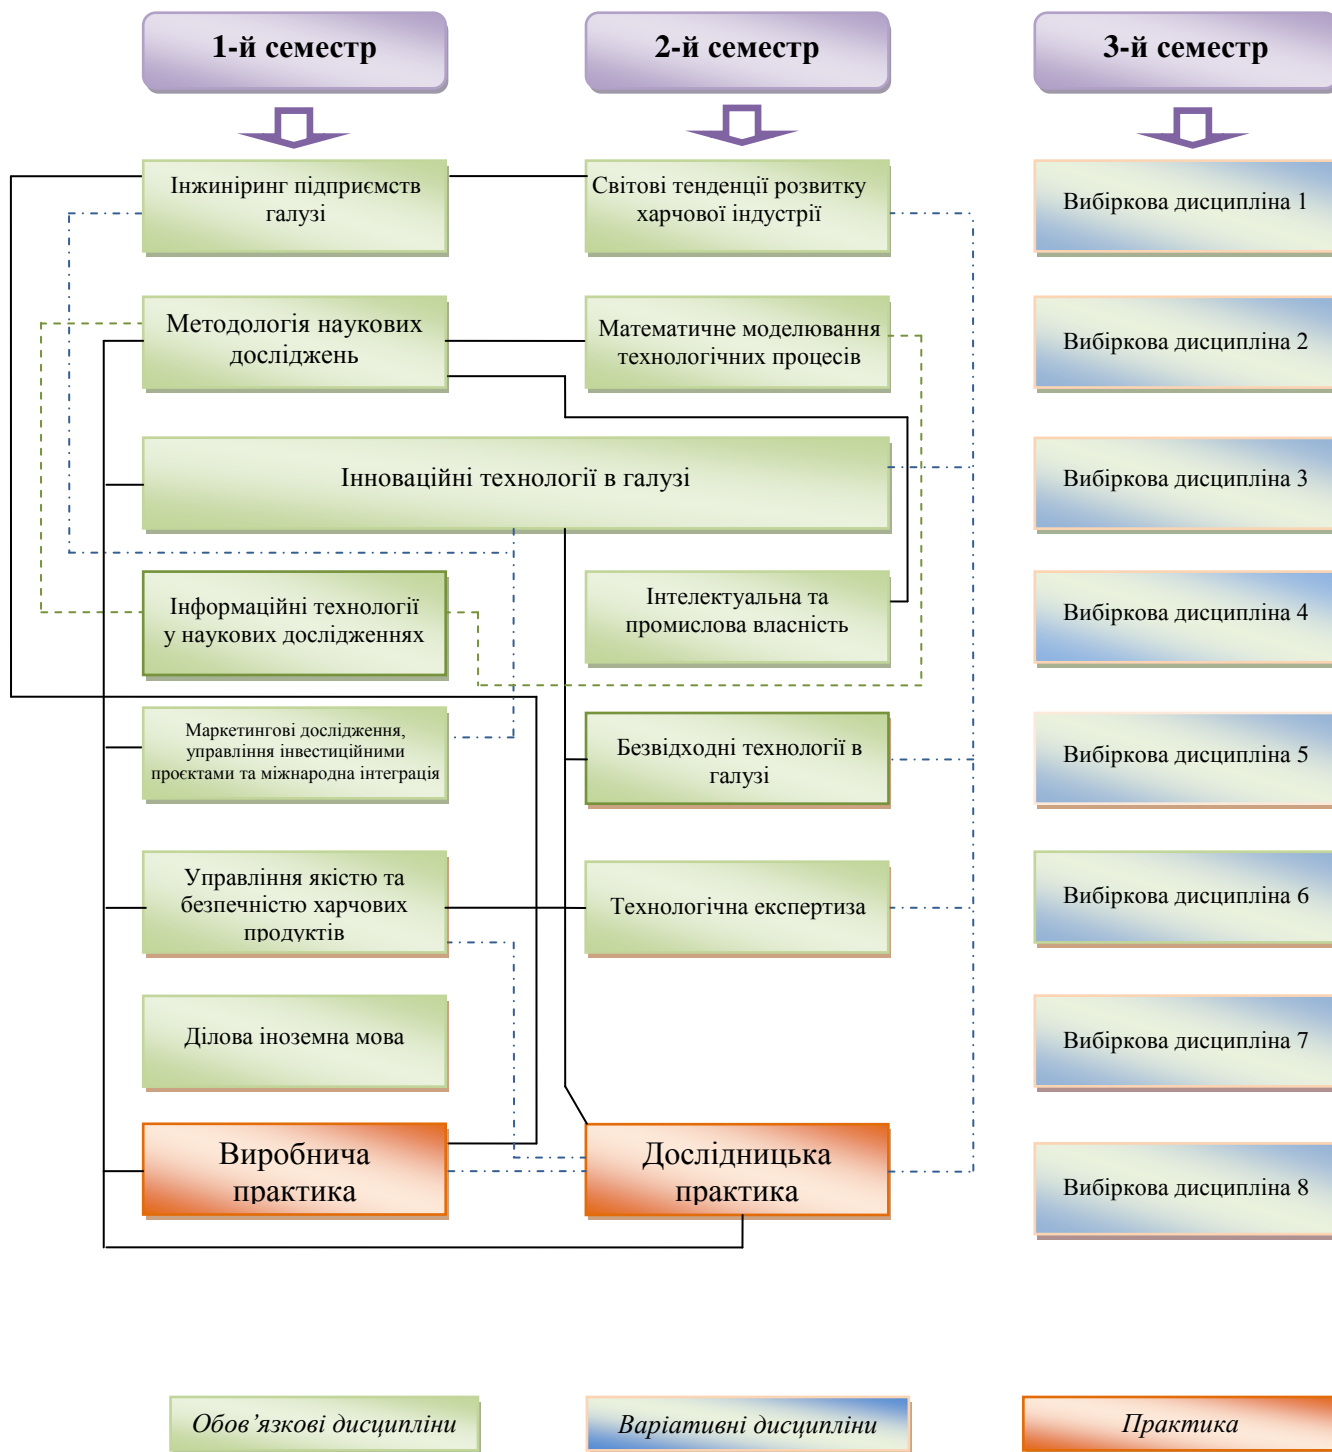 1-й семестр
2-й семестр
3-й семестр
Інжиніринг підприємств
галузі
Світові тенденції розвитку
харчової індустрії
Вибіркова дисципліна 1
Методологія наукових
досліджень
Математичне моделювання
технологічних процесів
Вибіркова дисципліна 2
Інноваційні технології в галузі
Вибіркова дисципліна 3
Інформаційні технології
у наукових дослідженнях
Інтелектуальна та
промислова власність
Вибіркова дисципліна 4
Маркетингові дослідження,
управління інвестиційними
проєктами та міжнародна інтеграція
Безвідходні технології в
галузі
Вибіркова дисципліна 5
Управління якістю та
безпечністю харчових
продуктів
Технологічна експертиза
Вибіркова дисципліна 6
Ділова іноземна мова
Вибіркова дисципліна 7
Виробнича
практика
Дослідницька
практика
Вибіркова дисципліна 8
Обов’язкові дисципліни
Варіативні дисципліни
Практика